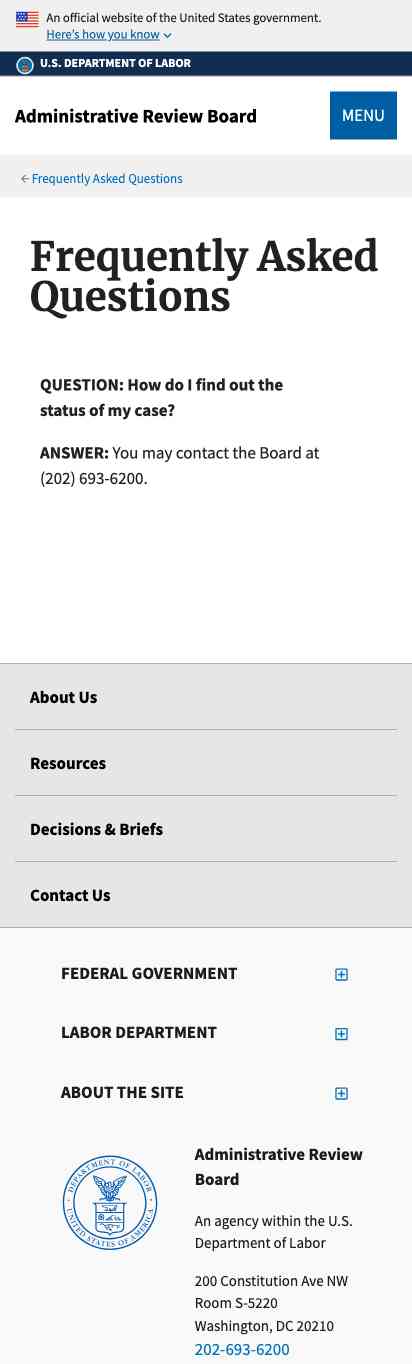 An official website of the United States government.
Here's how you know
U.S. DEPARTMENT OF LABOR
Administrative Review Board
MENU
Frequently Asked Questions
Frequently Asked
Questions
QUESTION: How do I find out the
status of my case?
ANSWER: You may contact the Board at
(202) 693-6200.
About Us
Resources
Decisions & Briefs
Contact Us
FEDERAL GOVERNMENT
LABOR DEPARTMENT
ABOUT THE SITE
DEPARTMENT OF LABOR
UNITED STATES OF AMERICA
Administrative Review
Board
An agency within the U.S.
Department of Labor
200 Constitution Ave NW
Room S-5220
Washington, DC 20210
202-693-6200